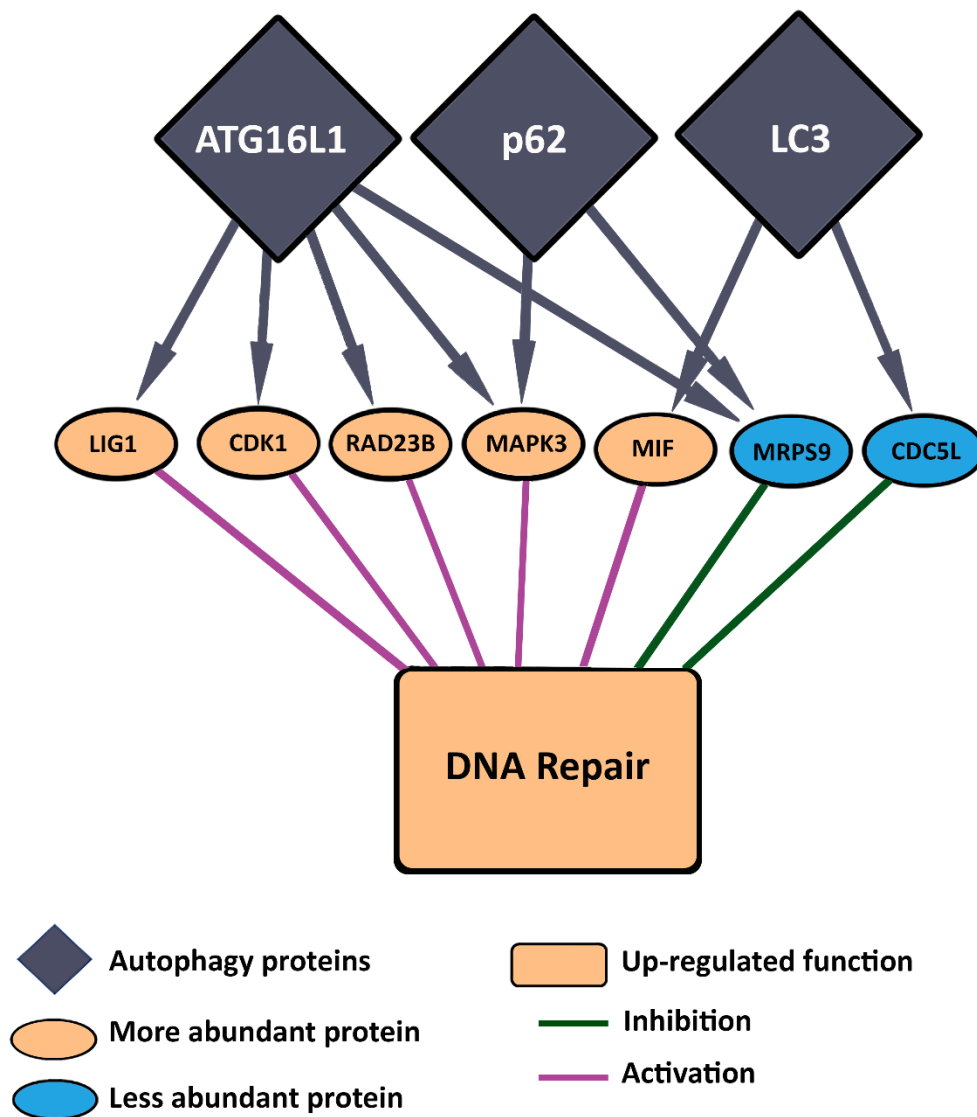 ATG16L1
p62
LC3
LIG1
CDK1
RAD23B
MAPK3
MIF
MRPS9
CDC5L
DNA Repair
Autophagy proteins
More abundant protein
Less abundant protein
Up-regulated function
Inhibition
Activation